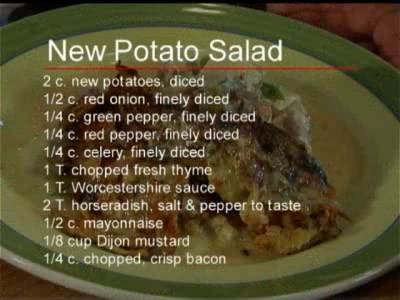 New Potato Salad
2 c. new potatoes, diced
1/2 c. red onion, finely diced
1/4 c. green pepper, finely diced
1/4 c. red pepper, finely diced
1/4 c. celery, finely diced
1 T. chopped fresh thyme
1 T. Worcestershire sauce
2 T. horseradish, salt & pepper to taste
1/2 c. mayonnaise
1/8 cup Dijon mustard
1/4 c. chopped, crisp bacon